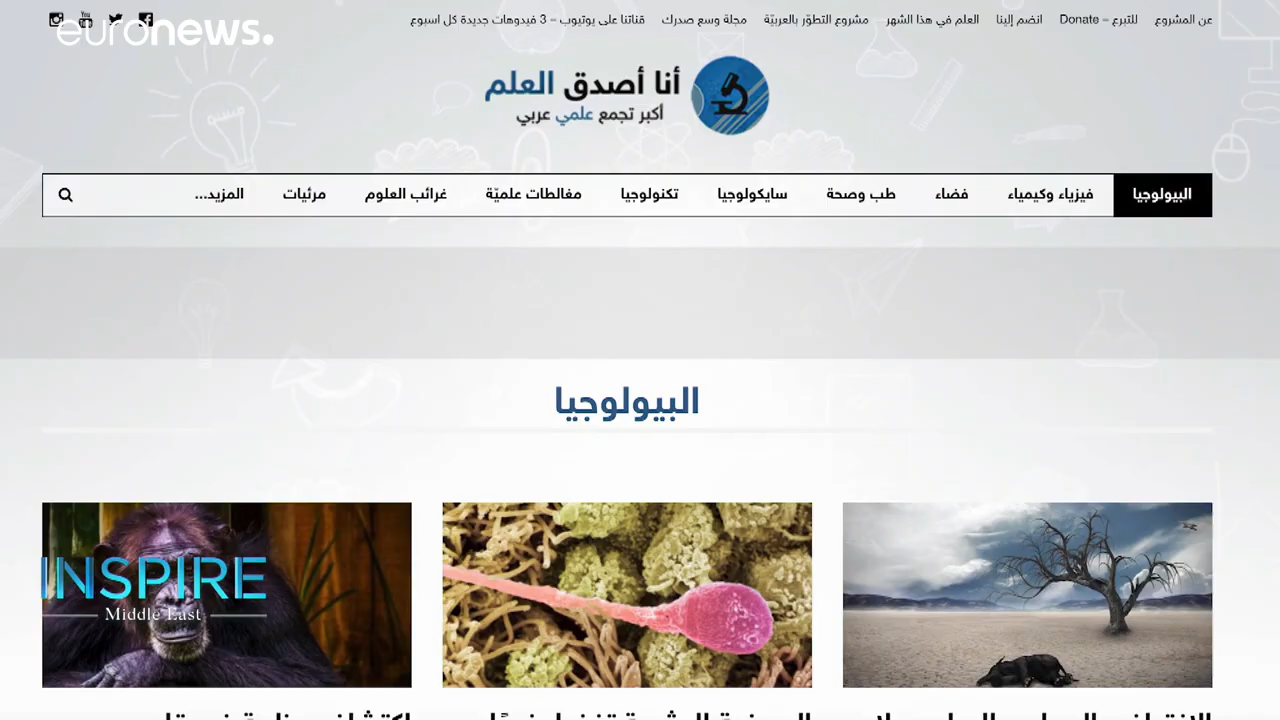 عن المشروع للتبرع – Donate انضم إلينا العلم في هذا الشهر مشروع التطوّر بالعربيّة مجلة وسع صدرك قناتنا على يوتيوب – 3 فيدوهات جديدة كل اسبوع
euronews.
أنا أصدق العلم
أكبر تجمع علمي عربي
البيولوجيا فيزياء وكيمياء فضاء طب وصحة سايكولوجيا تكنولوجيا مغالطات علميّة غرائب العلوم مرئيات المزيد...
البيولوجيا
INSPIRE
Middle East